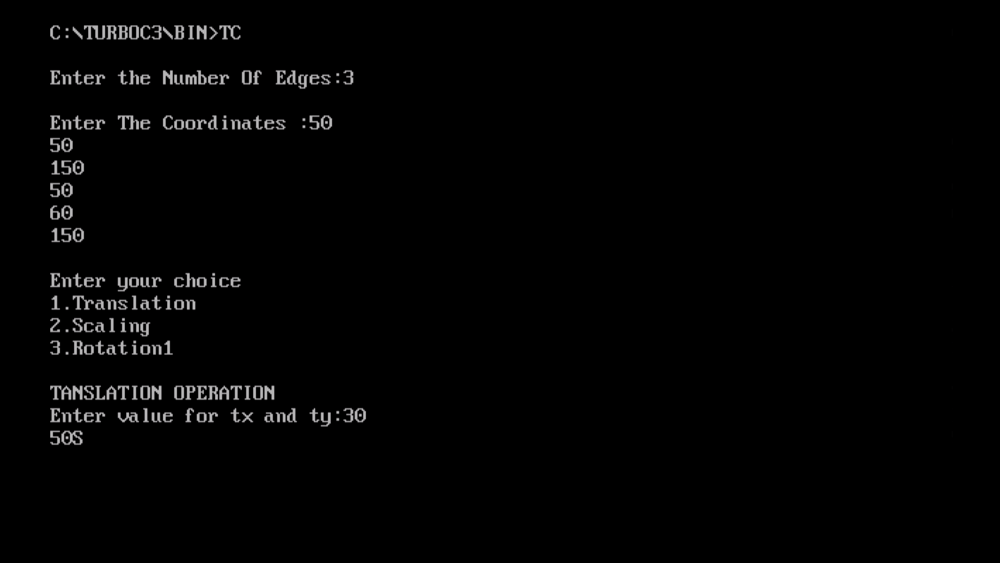 C:\TURBOC3\BIN>TC
Enter the Number Of Edges:3
Enter The Coordinates :50
50
150
50
60
150
Enter your choice
1.Translation
2.Scaling
3.Rotation1
TANSLATION OPERATION
Enter value for tx and ty:30
50S